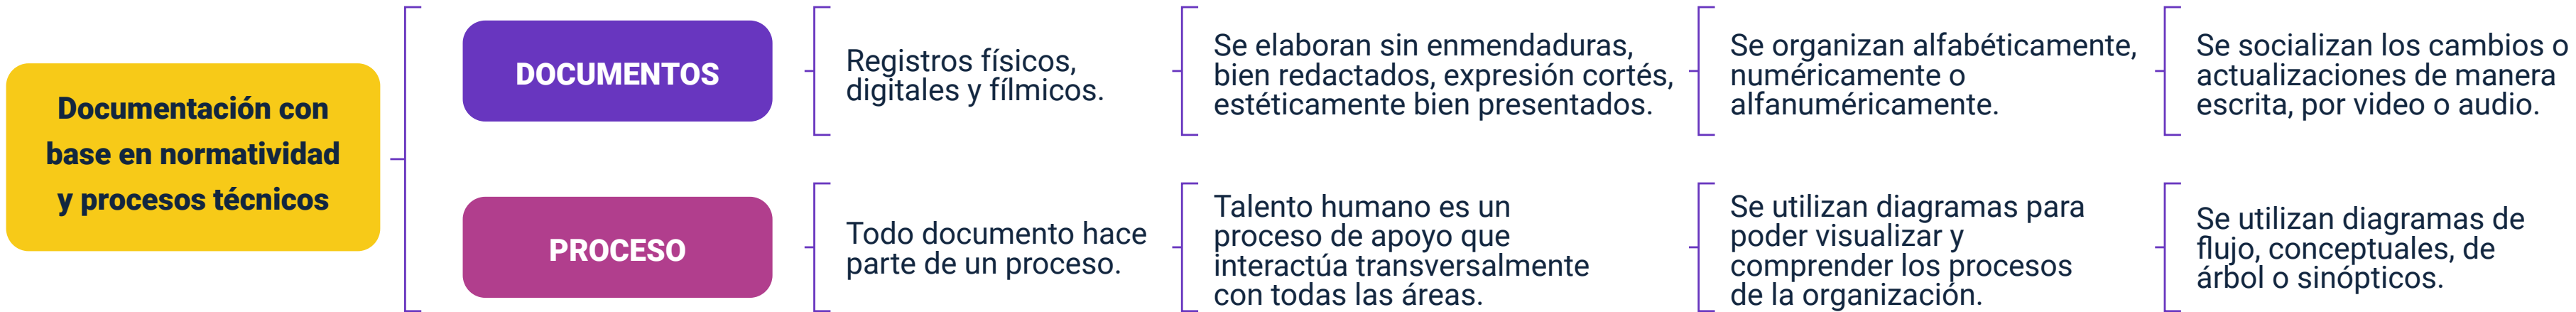 Documentación con
base en normatividad
y procesos técnicos
DOCUMENTOS
Registros físicos,
digitales y fílmicos.
Se elaboran sin enmendaduras,
bien redactados, expresión cortés,
estéticamente bien presentados.
Se organizan alfabéticamente,
numéricamente o
alfanuméricamente.
Se socializan los cambios o
actualizaciones de manera
escrita, por video o audio.
PROCESO
Todo documento hace
parte de un proceso.
Talento humano es un
proceso de apoyo que
interactúa transversalmente
con todas las áreas.
Se utilizan diagramas para
poder visualizar y
comprender los procesos
de la organización.
Se utilizan diagramas de
flujo, conceptuales, de
árbol o sinópticos.